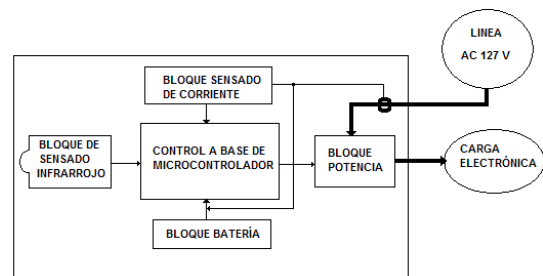 LINEA
AC 127 V
BLOQUE SENSADO
DE CORRIENTE
BLOQUE DE
SENSADO
INFRARROJO
CONTROL A BASE DE
MICROCONTROLADOR
BLOQUE
POTENCIA
CARGA
ELECTRÓNICA
BLOQUE BATERÍA